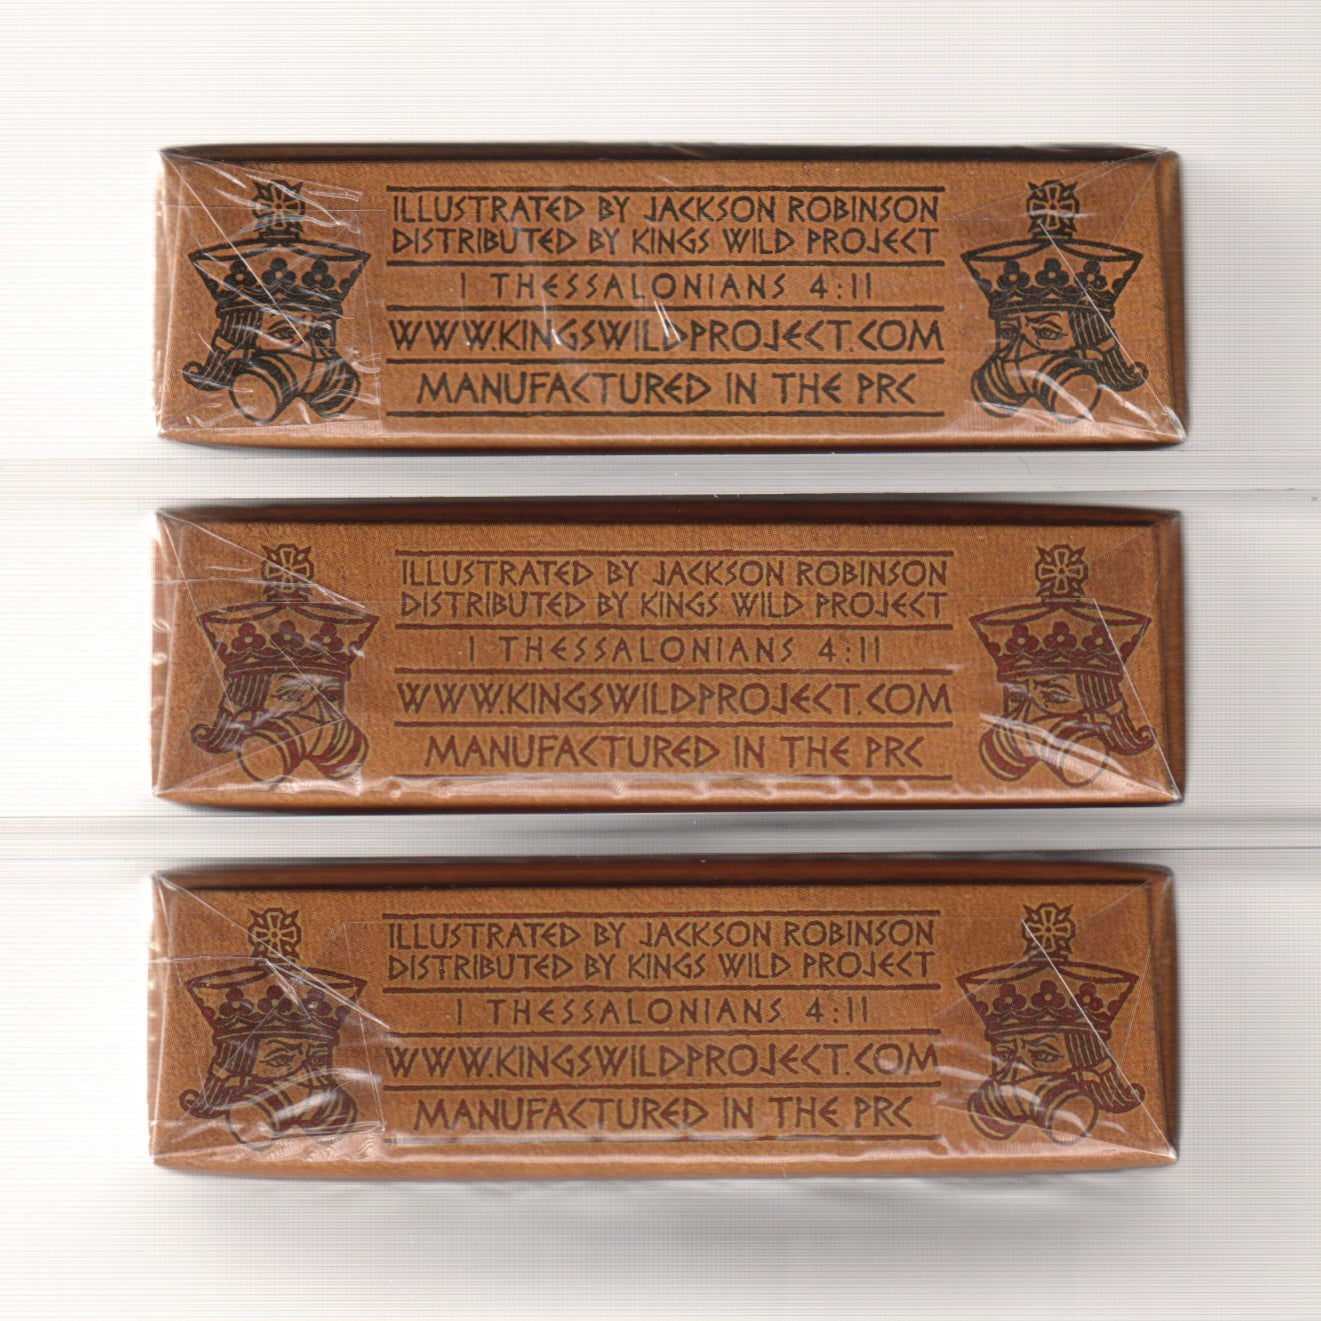 ILLUSTRATED BY JACKSON ROBINSON
DISTRIBUTED BY KINGS WILD PROJECT
1 THESSALONIANS 4:11
WWW.KINGSWILDPROJECT.COM
MANUFACTURED IN THE PRC
ILLUSTRATED BY JACKSON ROBINSON
DISTRIBUTED BY KINGS WILD PROJECT
1 THESSALONIANS 4:11
WWW.KINGSWILDPROJECT.COM
MANUFACTURED IN THE PRC
ILLUSTRATED BY JACKSON ROBINSON
DISTRIBUTED BY KINGS WILD PROJECT
1 THESSALONIANS 4:11
WWW.KINGSWILDPROJECT.COM
MANUFACTURED IN THE PRC